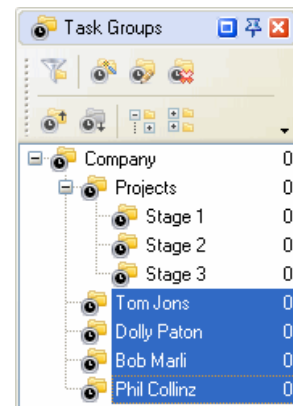 Task Groups
Company 0
Projects 0
Stage 1 0
Stage 2 0
Stage 3 0
Tom Jons 0
Dolly Paton 0
Bob Marli 0
Phil Collinz 0